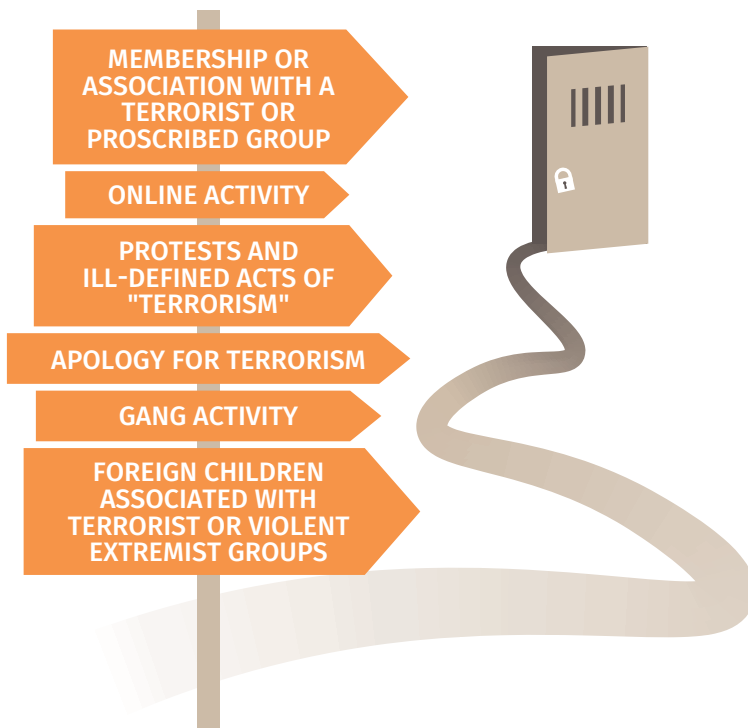 MEMBERSHIP OR
ASSOCIATION WITH A
TERRORIST OR
PROSCRIBED GROUP
ONLINE ACTIVITY
PROTESTS AND
ILL-DEFINED ACTS OF
"TERRORISM"
APOLOGY FOR TERRORISM
GANG ACTIVITY
FOREIGN CHILDREN
ASSOCIATED WITH
TERRORIST OR VIOLENT
EXTREMIST GROUPS